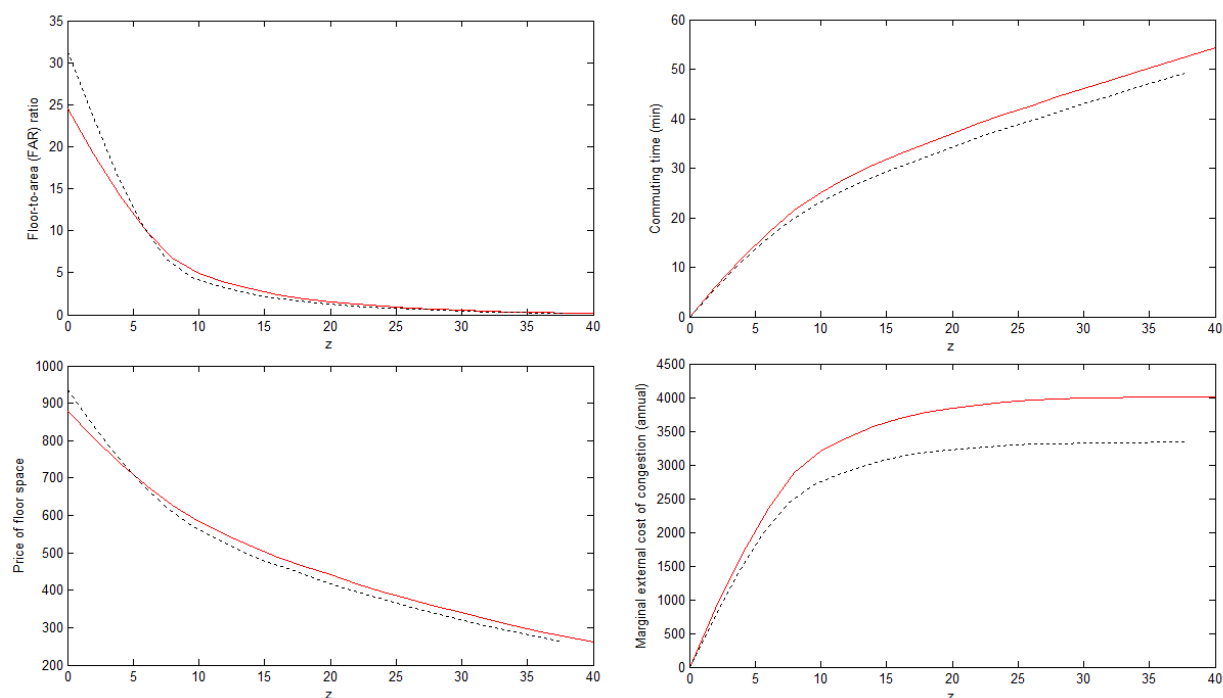 Floor-to-area (FAR) ratio
35
30
25
20
15
10
5
0
0 5 10 15 20 25 30 35 40
z
Commuting time (min)
60
50
40
30
20
10
0
0 5 10 15 20 25 30 35 40
z
Price of floor space
1000
900
800
700
600
500
400
300
200
0 5 10 15 20 25 30 35 40
z
Marginal external cost of congestion (annual)
4500
4000
3500
3000
2500
2000
1500
1000
500
0
0 5 10 15 20 25 30 35 40
z